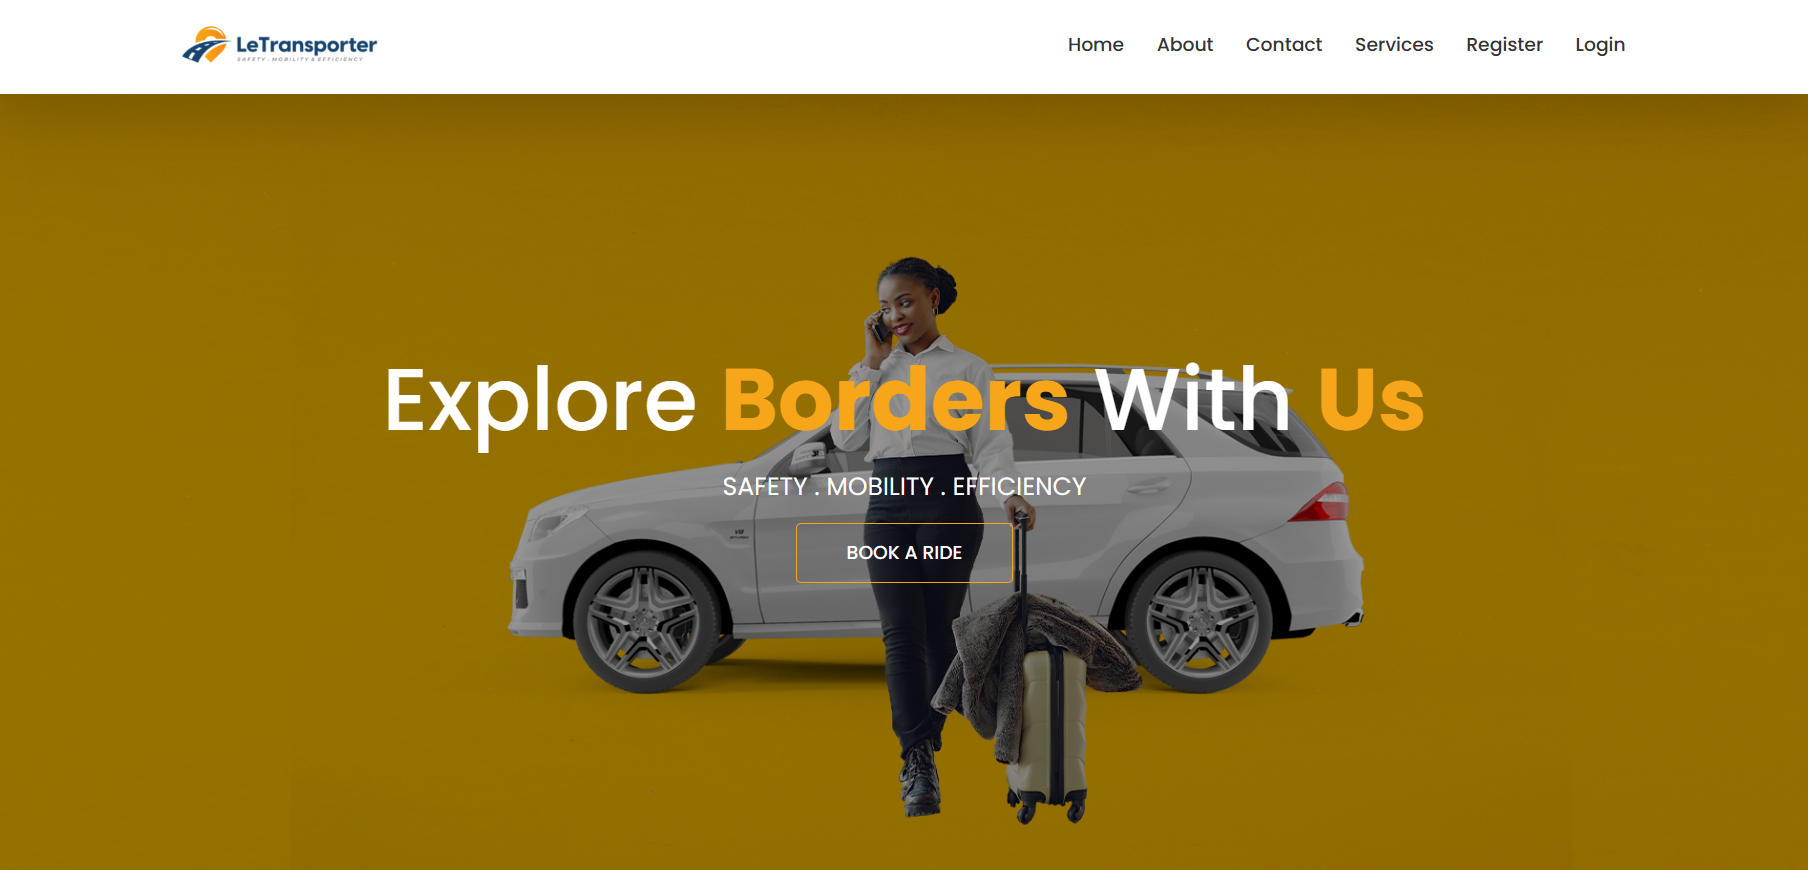 LeTransporter
SAFETY . MOBILITY & EFFICIENCY
Home About Contact Services Register Login
Explore Borders With Us
SAFETY . MOBILITY . EFFICIENCY
BOOK A RIDE